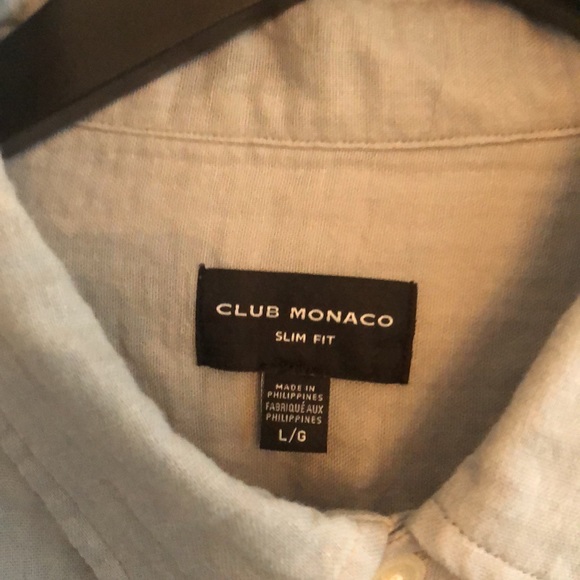 CLUB MONACO
SLIM FIT
MADE IN
PHILIPPINES
FABRIQUÉ AUX
PHILIPPINES
L/G